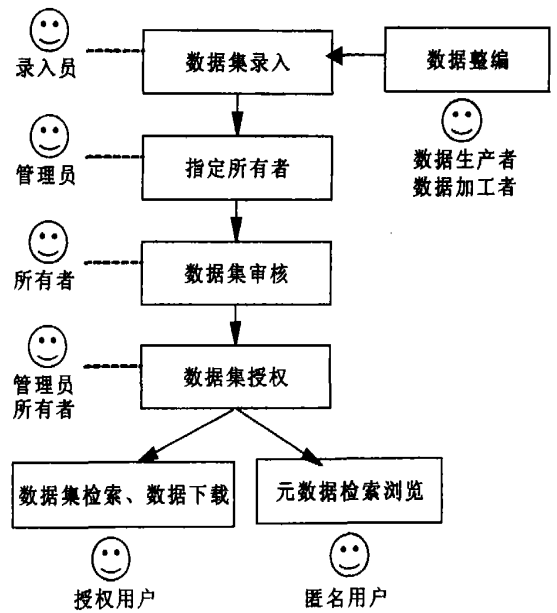 数据集录入
数据整编
录入员
指定所有者
管理员
数据生产者
数据加工者
数据集审核
所有者
数据集授权
管理员
所有者
数据集检索、数据下载
元数据检索浏览
授权用户
匿名用户